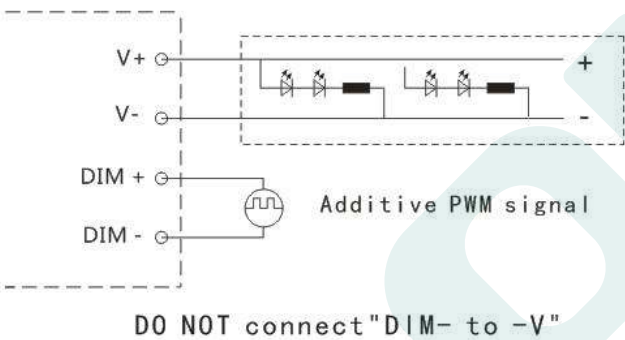 V+
+
V-
-
DIM +
Additive PWM signal
DIM -
DO NOT connect"DIM- to -V"